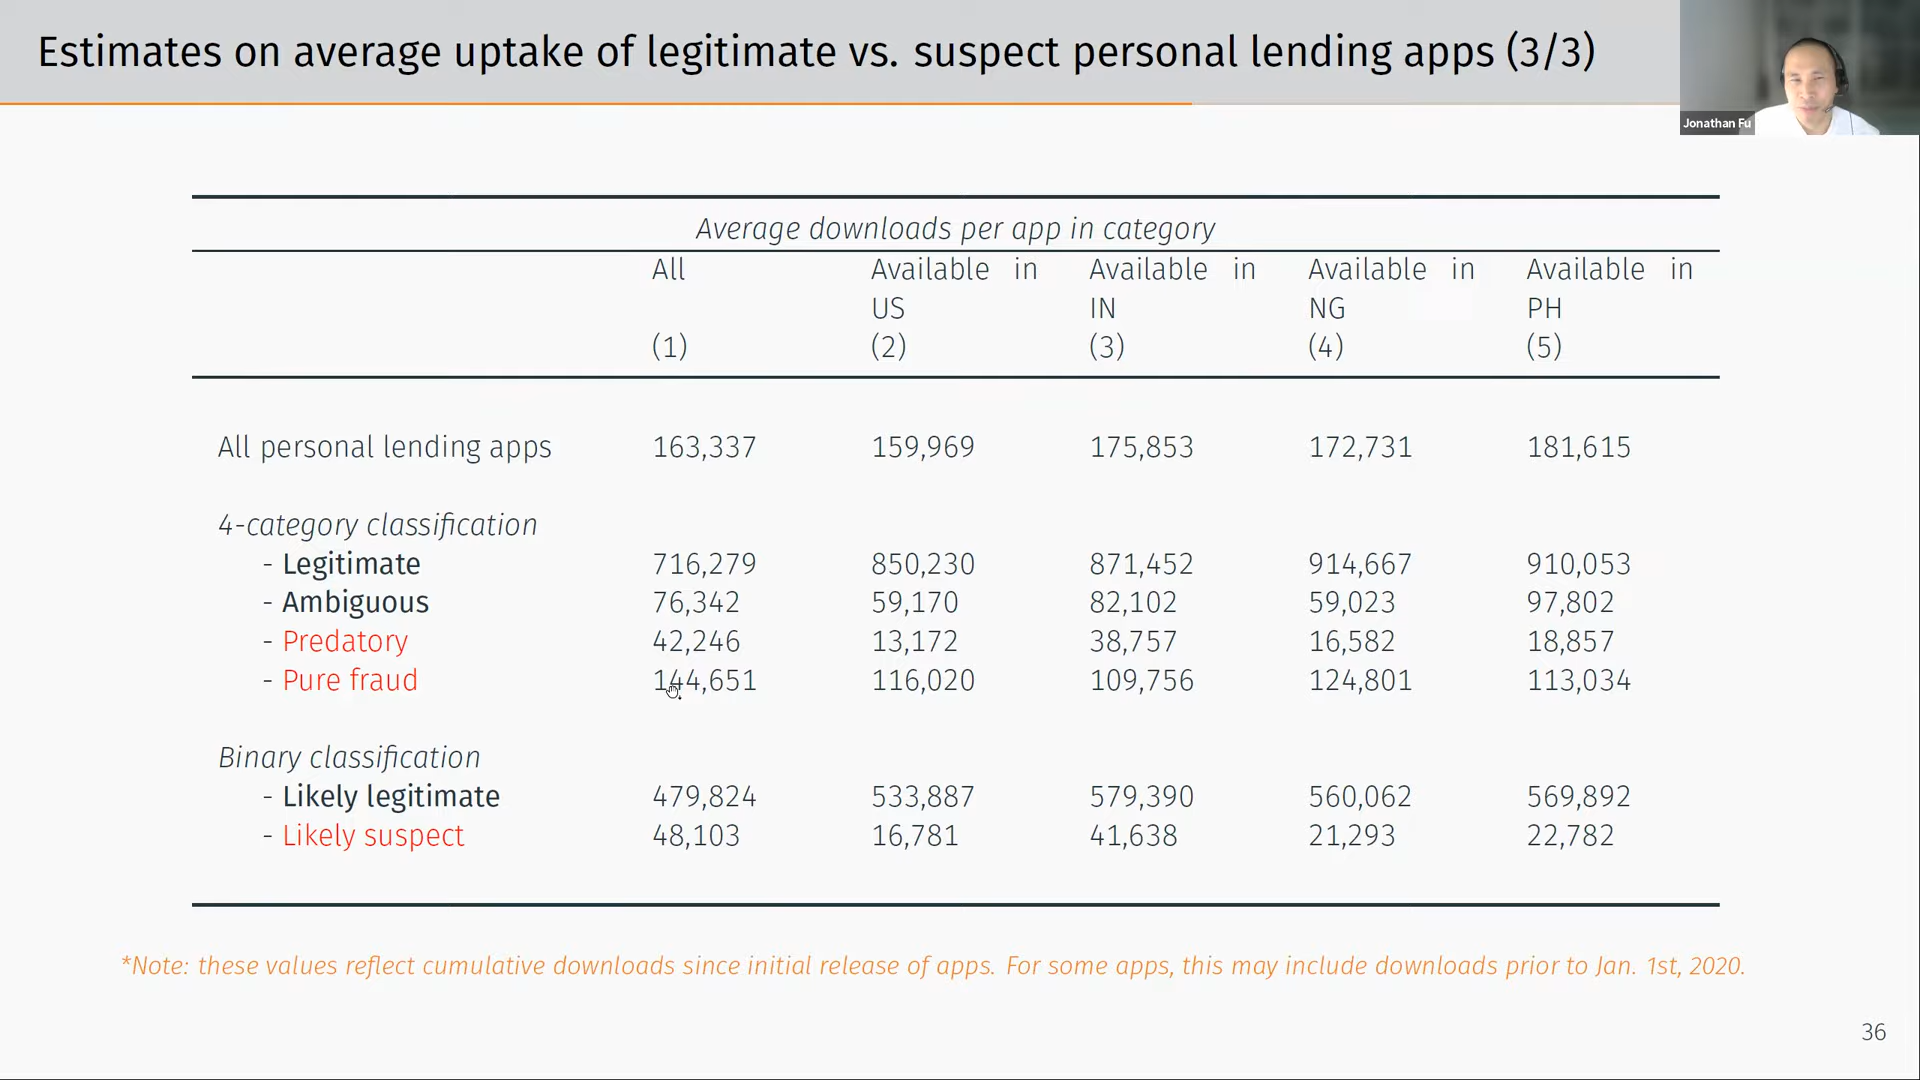 Estimates on average uptake of legitimate vs. suspect personal lending apps (3/3)
Jonathan Fu
Average downloads per app in category
All Available in US Available in IN Available in NG Available in PH
(1) (2) (3) (4) (5)
All personal lending apps 163,337 159,969 175,853 172,731 181,615
4-category classification
- Legitimate 716,279 850,230 871,452 914,667 910,053
- Ambiguous 76,342 59,170 82,102 59,023 97,802
- Predatory 42,246 13,172 38,757 16,582 18,857
- Pure fraud 144,651 116,020 109,756 124,801 113,034
Binary classification
- Likely legitimate 479,824 533,887 579,390 560,062 569,892
- Likely suspect 48,103 16,781 41,638 21,293 22,782
*Note: these values reflect cumulative downloads since initial release of apps. For some apps, this may include downloads prior to Jan. 1st, 2020.
36